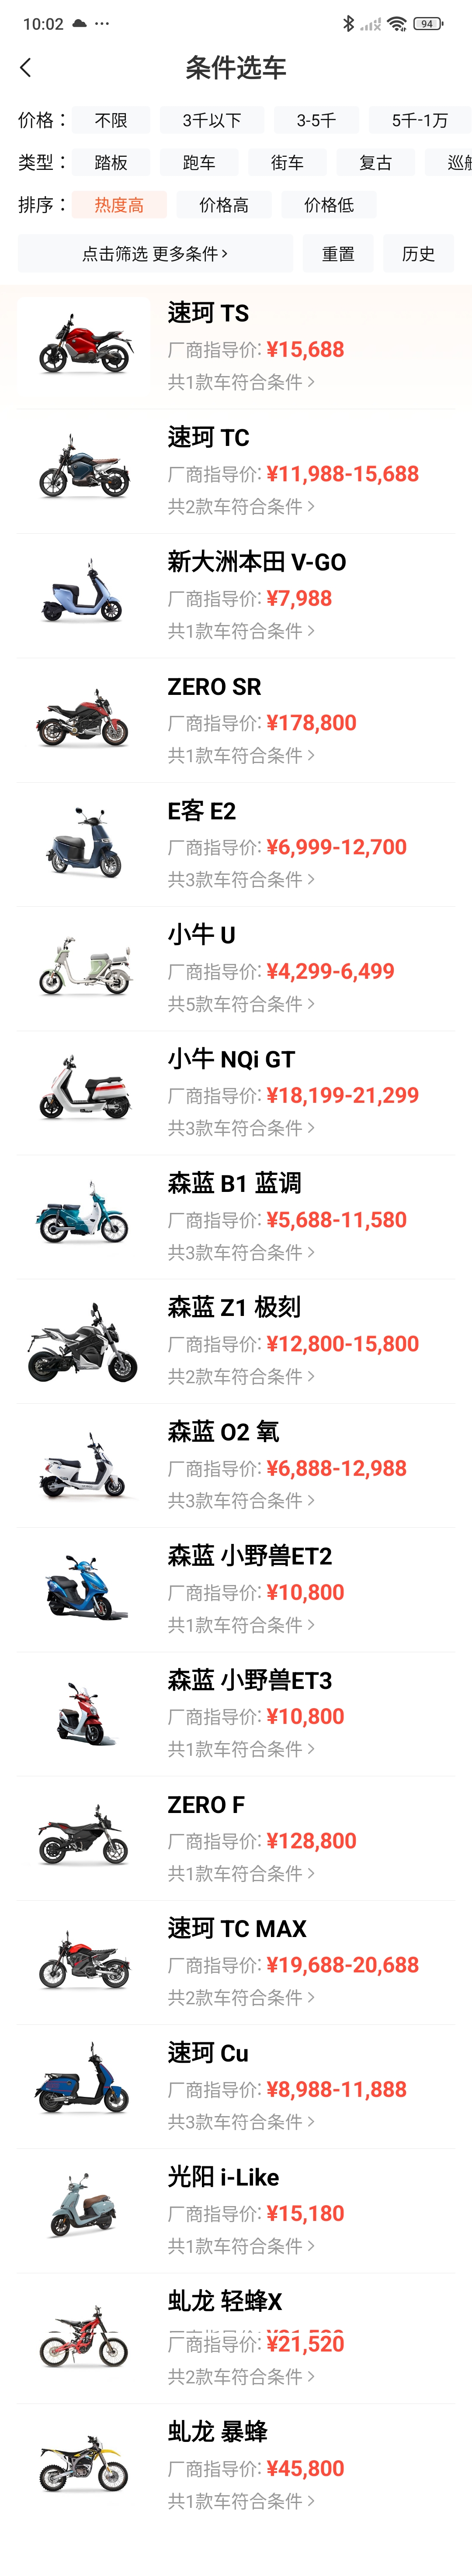 10:02
94
条件选车
价格：
不限
3千以下
3-5千
5千-1万
类型：
踏板
跑车
街车
复古
排序：
热度高
价格高
价格低
点击筛选 更多条件
重置
历史
速珂 TS
厂商指导价: ¥15,688
共1款车符合条件
速珂 TC
厂商指导价: ¥11,988-15,688
共2款车符合条件
新大洲本田 V-GO
厂商指导价: ¥7,988
共1款车符合条件
ZERO SR
厂商指导价: ¥178,800
共1款车符合条件
E客 E2
厂商指导价: ¥6,999-12,700
共3款车符合条件
小牛 U
厂商指导价: ¥4,299-6,499
共5款车符合条件
小牛 NQi GT
厂商指导价: ¥18,199-21,299
共3款车符合条件
森蓝 B1 蓝调
厂商指导价: ¥5,688-11,580
共3款车符合条件
森蓝 Z1 极刻
厂商指导价: ¥12,800-15,800
共2款车符合条件
森蓝 O2 氧
厂商指导价: ¥6,888-12,988
共3款车符合条件
森蓝 小野兽ET2
厂商指导价: ¥10,800
共1款车符合条件
森蓝 小野兽ET3
厂商指导价: ¥10,800
共1款车符合条件
ZERO F
厂商指导价: ¥128,800
共1款车符合条件
速珂 TC MAX
厂商指导价: ¥19,688-20,688
共2款车符合条件
速珂 Cu
厂商指导价: ¥8,988-11,888
共3款车符合条件
光阳 i-Like
厂商指导价: ¥15,180
共1款车符合条件
虬龙 轻蜂X
厂商指导价: ¥21,520
共2款车符合条件
虬龙 暴蜂
厂商指导价: ¥45,800
共1款车符合条件